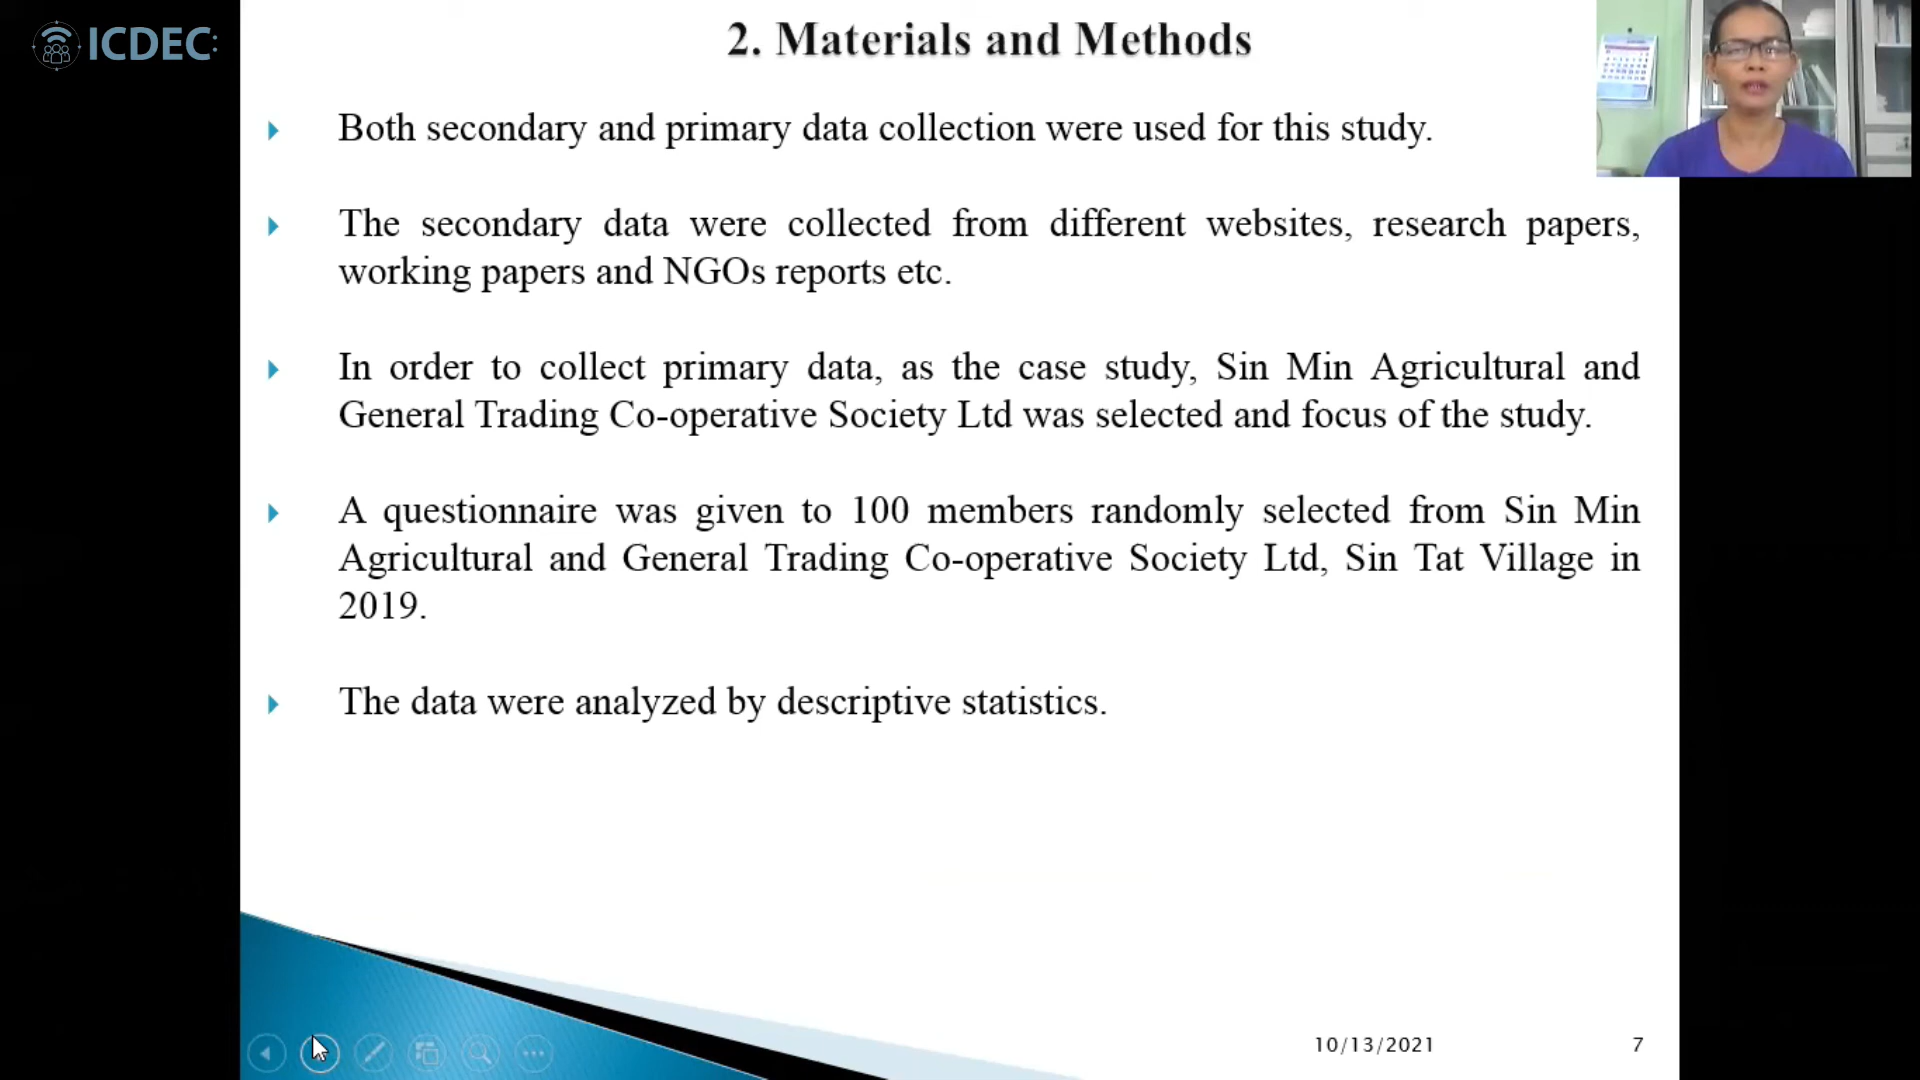 ICDEC:
2. Materials and Methods
Both secondary and primary data collection were used for this study.
The secondary data were collected from different websites, research papers,
working papers and NGOs reports etc.
In order to collect primary data, as the case study, Sin Min Agricultural and
General Trading Co-operative Society Ltd was selected and focus of the study.
A questionnaire was given to 100 members randomly selected from Sin Min
Agricultural and General Trading Co-operative Society Ltd, Sin Tat Village in
2019.
The data were analyzed by descriptive statistics.
10/13/2021
7